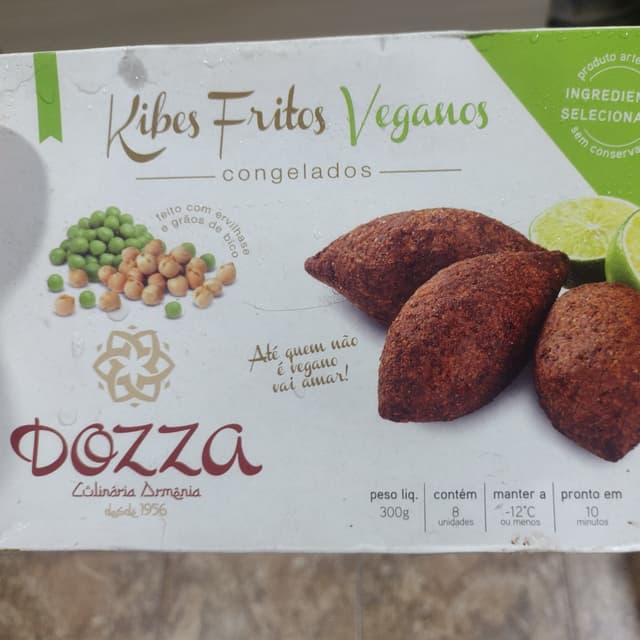 Kibes Fritos Veganos
congelados
produto
INGREDIEN
SELECIONA
sem conserva
feito com ervilhas
e grãos de bico
Até quem não
é vegano
vai amar!
DOZZA
Culinária Armênia
desde 1956
peso liq.
300g
contém
8
unidades
manter a
-12°C
ou menos
pronto em
10
minutos